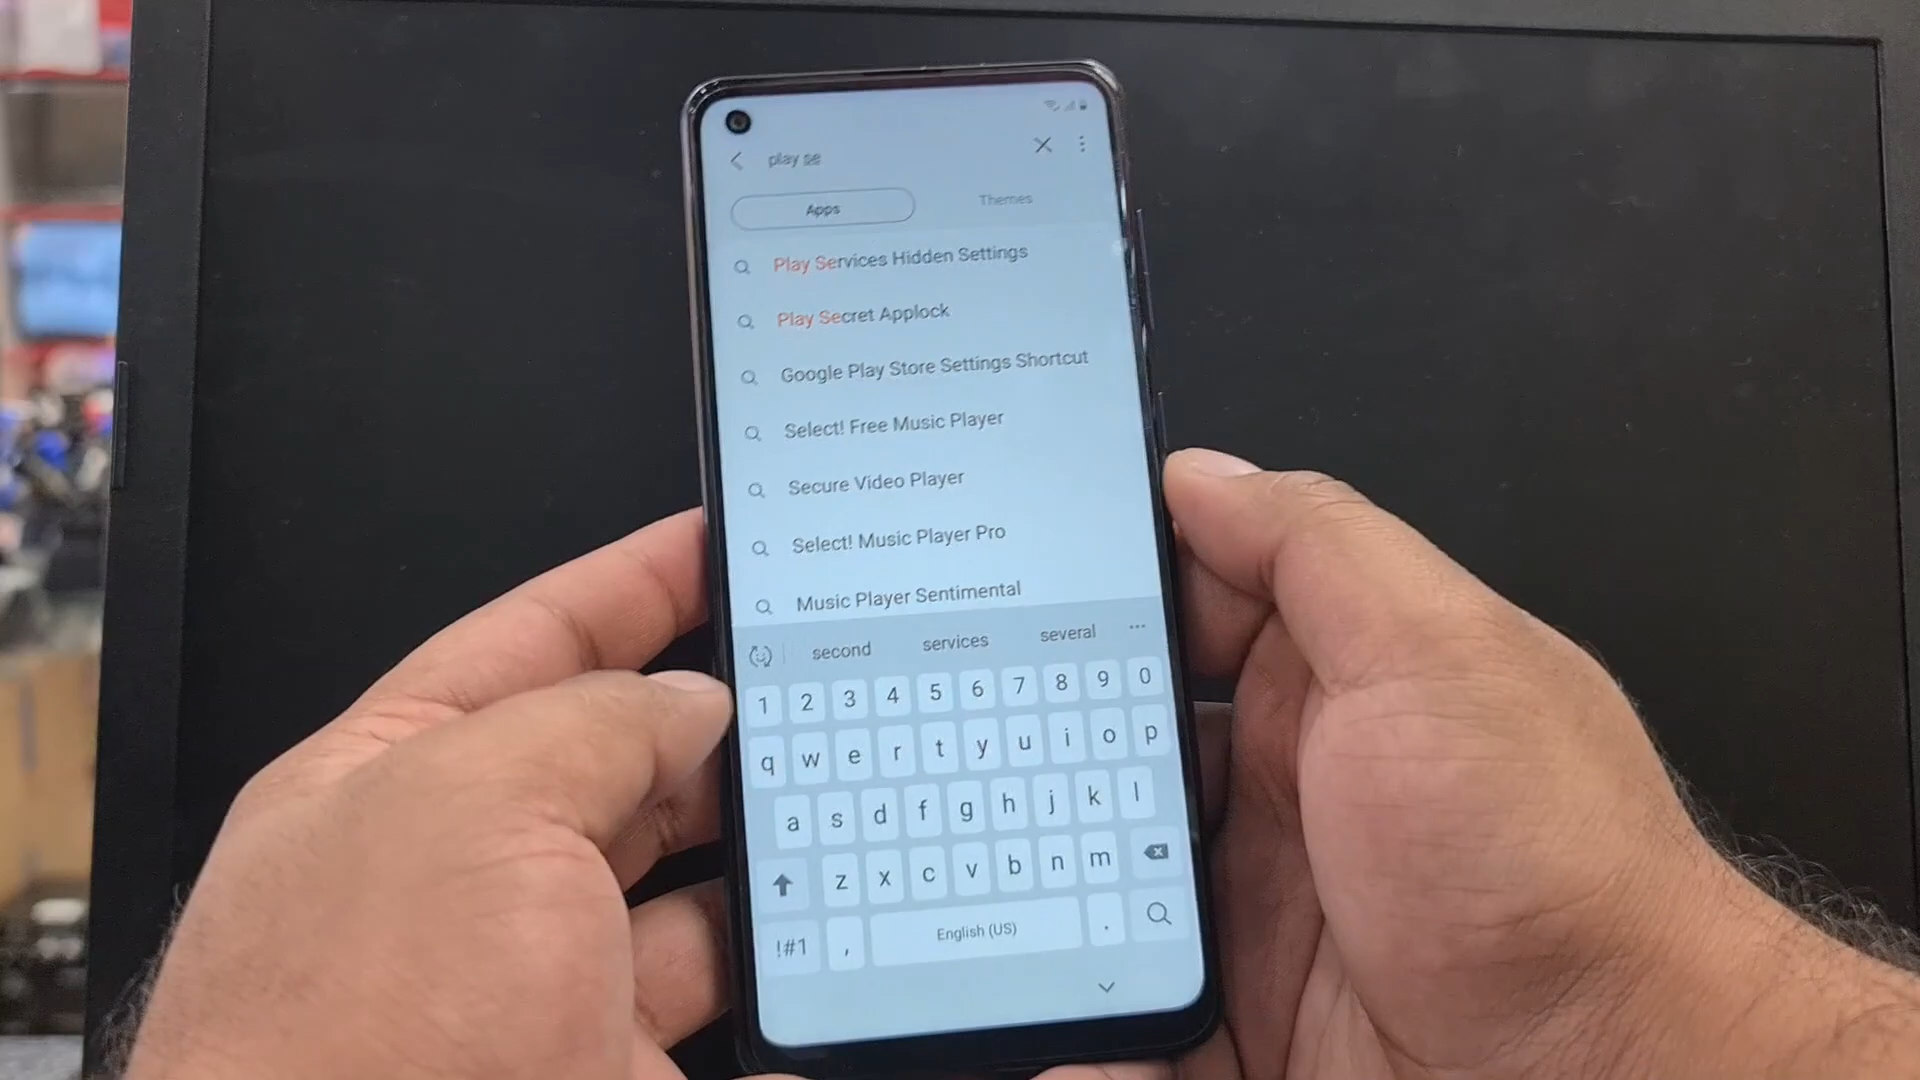 play se
Apps Themes
Play Services Hidden Settings
Play Secret Applock
Google Play Store Settings Shortcut
Select! Free Music Player
Secure Video Player
Select! Music Player Pro
Music Player Sentimental
second services several
1 2 3 4 5 6 7 8 9 0
q w e r t y u i o p
a s d f g h j k l
z x c v b n m
!#1 , English (US) .